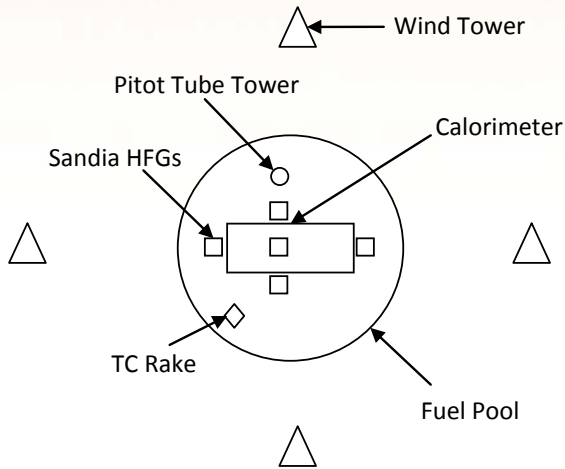 Wind Tower
Pitot Tube Tower
Calorimeter
Sandia HFGs
TC Rake
Fuel Pool